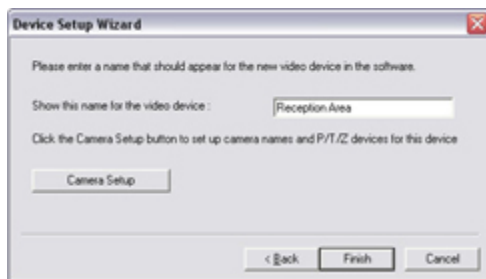 Device Setup Wizard
Please enter a name that should appear for the new video device in the software.
Show this name for the video device : Reception Area
Click the Camera Setup button to set up camera names and P/T/Z devices for this device
Camera Setup
< Back Finish Cancel